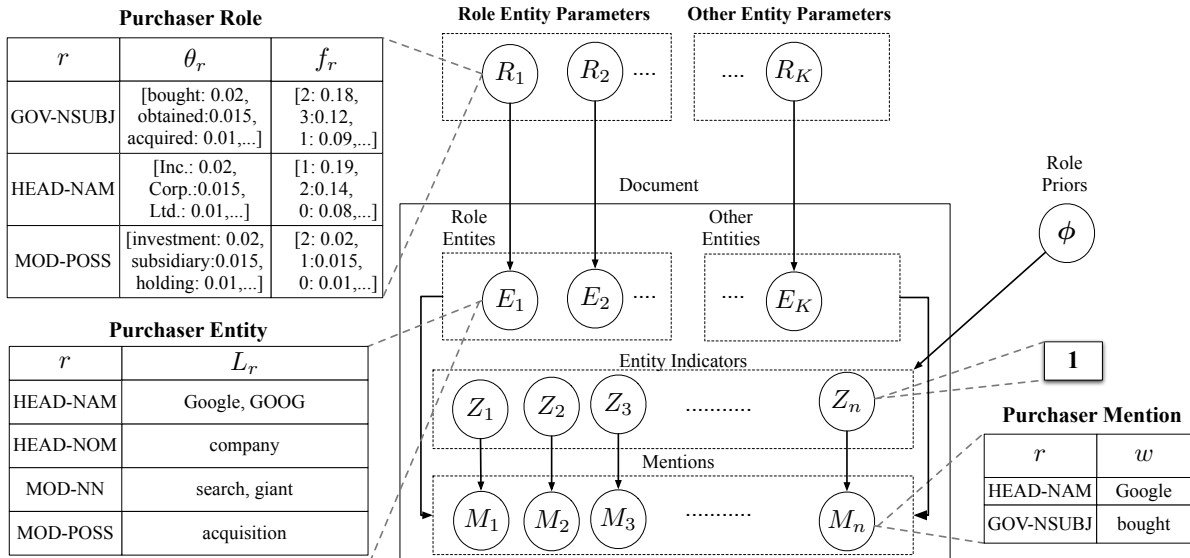 Purchaser Role
r θ_r f_r
GOV-NSUBJ
[bought: 0.02,
obtained:0.015,
acquired: 0.01,...]
[2: 0.18,
3:0.12,
1: 0.09,...]
HEAD-NAM
[Inc.: 0.02,
Corp.:0.015,
Ltd.: 0.01,...]
[1: 0.19,
2:0.14,
0: 0.08,...]
MOD-POSS
[investment: 0.02,
subsidiary:0.015,
holding: 0.01,...]
[2: 0.02,
1:0.015,
0: 0.01,...]
Role Entity Parameters
R_1 R_2 ....
Other Entity Parameters
.... R_K
Document
Role
Priors
ϕ
Role
Entites
E_1 E_2 ....
Other
Entities
.... E_K
Purchaser Entity
r L_r
HEAD-NAM Google, GOOG
HEAD-NOM company
MOD-NN search, giant
MOD-POSS acquisition
Entity Indicators
Z_1 Z_2 Z_3 ........... Z_n
1
Mentions
M_1 M_2 M_3 ........... M_n
Purchaser Mention
r w
HEAD-NAM Google
GOV-NSUBJ bought